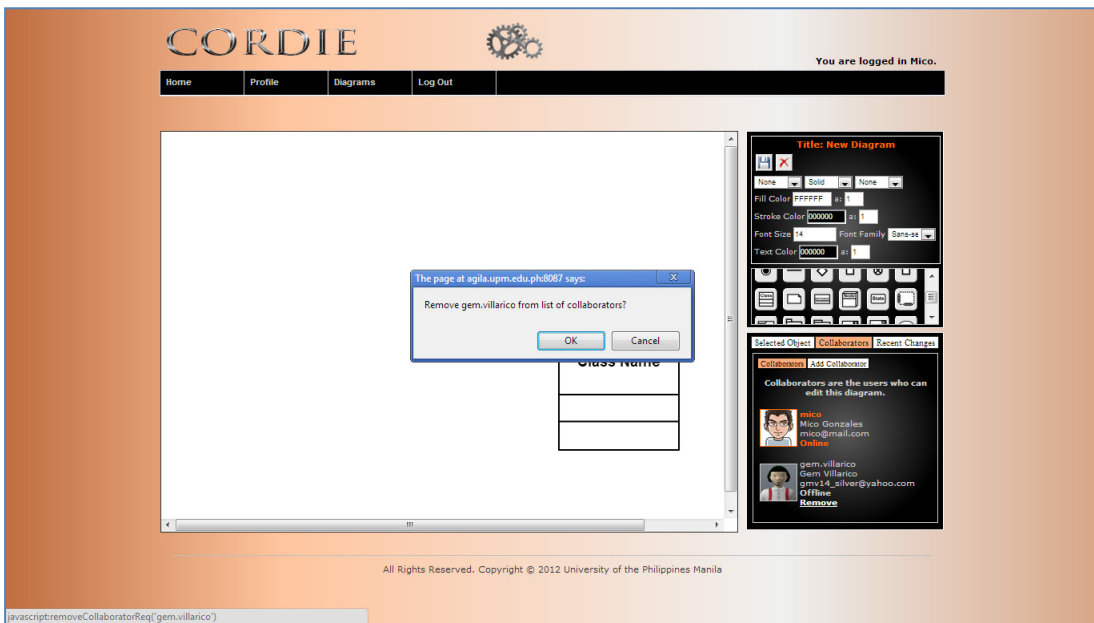 CORDIE
You are logged in Mico.
Home Profile Diagrams Log Out
Title: New Diagram
None Solid None
Fill Color FFFFFF a: 1
Stroke Color 000000 a: 1
Font Size 14 Font Family Sans-se
Text Color 000000 a: 1
The page at agila.upm.edu.ph:8087 says:
Remove gem.villarico from list of collaborators?
OK Cancel
Class Name
Class
State
Selected Object Collaborators Recent Changes
Collaborators Add Collaborator
Collaborators are the users who can
edit this diagram.
mico
Mico Gonzales
mico@mail.com
Online
gem.villarico
Gem Villarico
gmv14_silver@yahoo.com
Offline
Remove
All Rights Reserved. Copyright © 2012 University of the Philippines Manila
javascript:removeCollaboratorReq('gem.villarico')